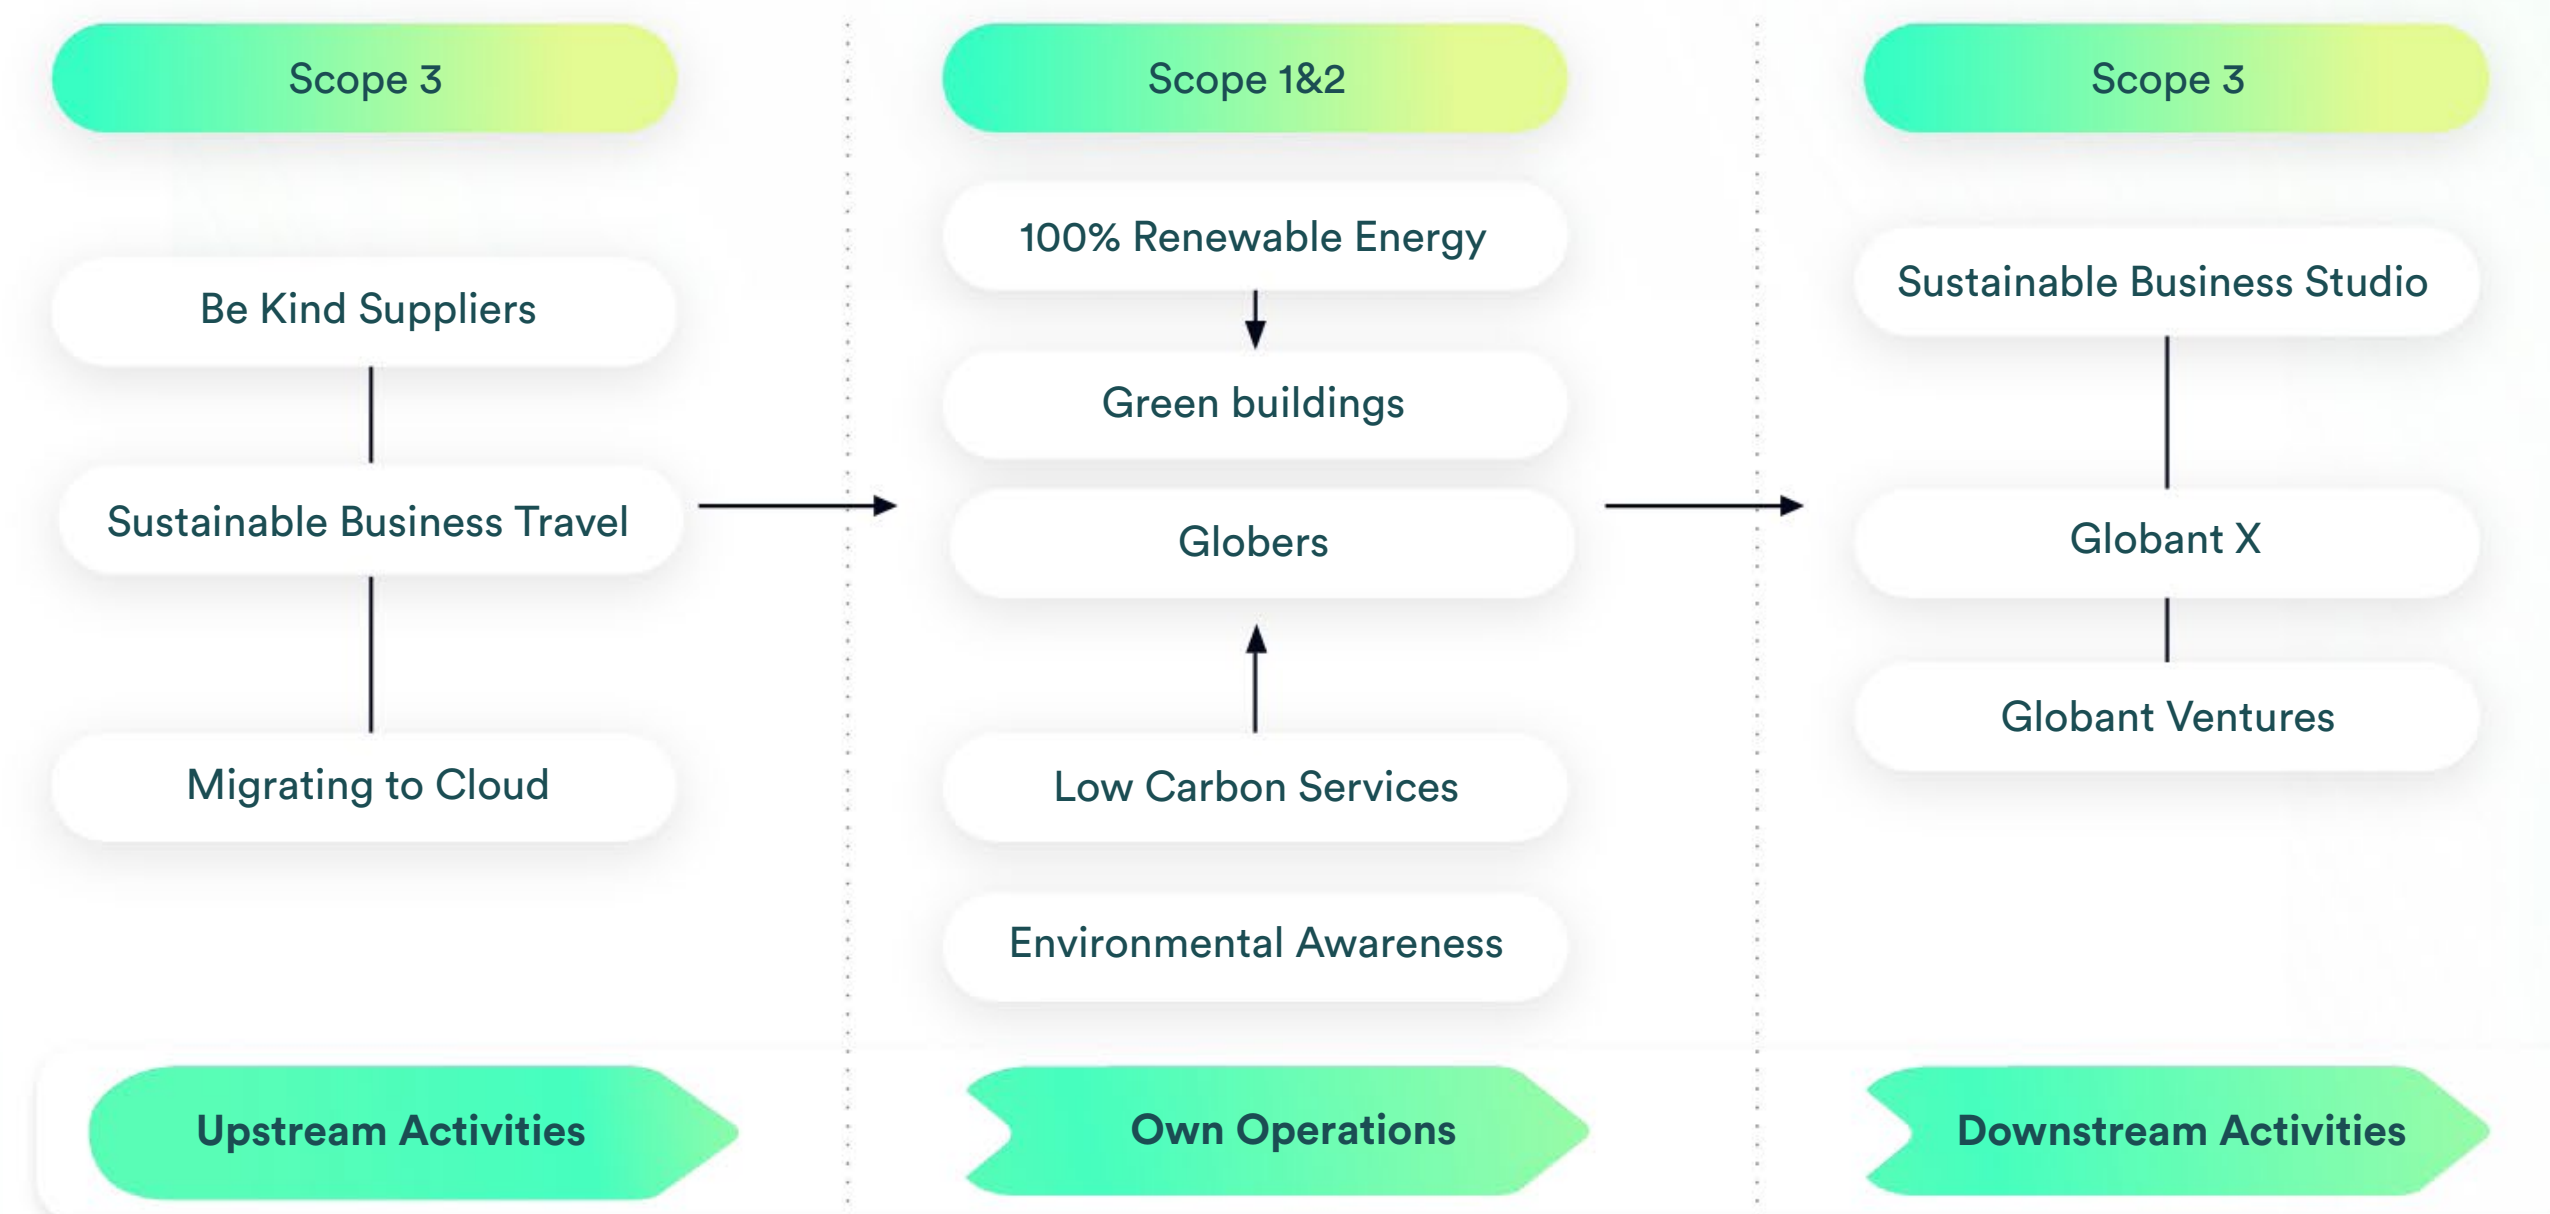 Scope 3
Be Kind Suppliers
Sustainable Business Travel
Migrating to Cloud
Upstream Activities
Scope 1&2
100% Renewable Energy
Green buildings
Globers
Low Carbon Services
Environmental Awareness
Own Operations
Scope 3
Sustainable Business Studio
Globant X
Globant Ventures
Downstream Activities